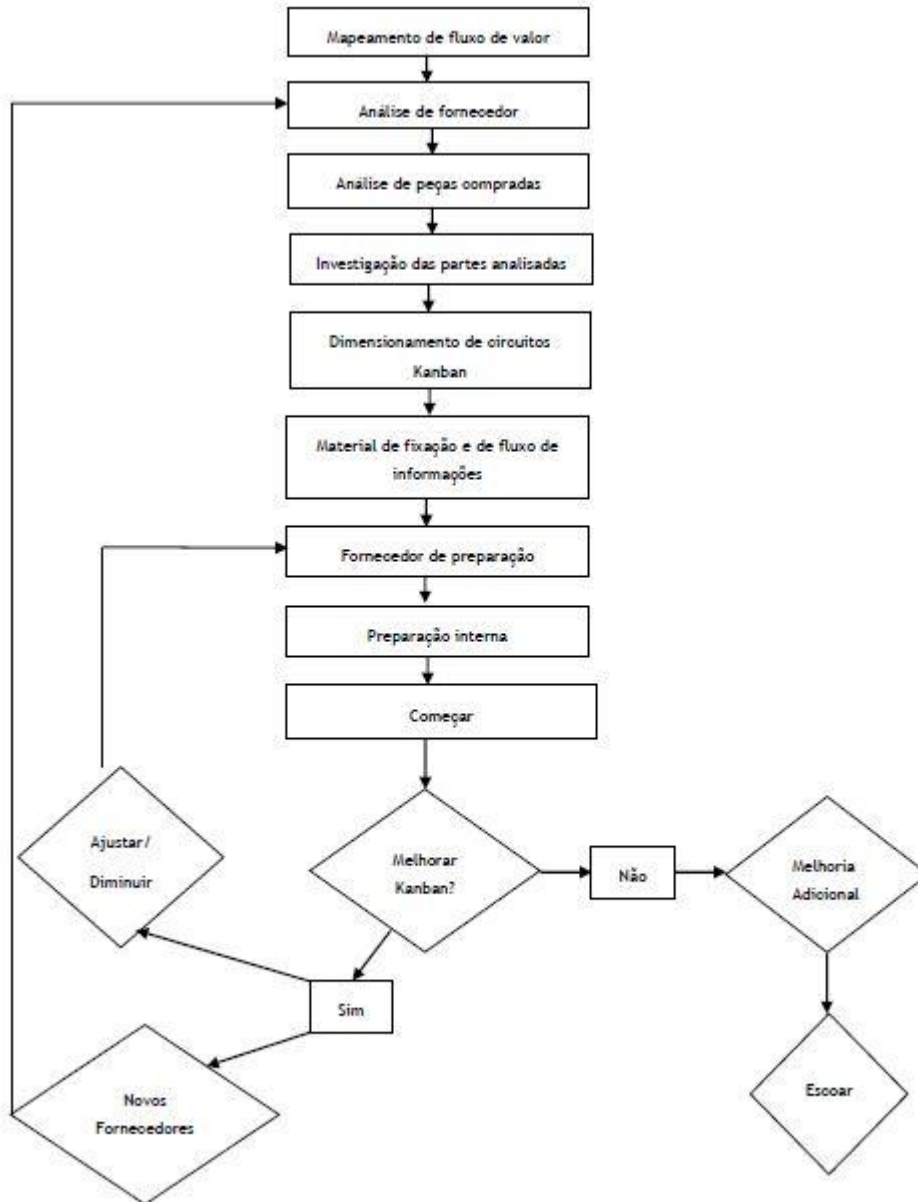 Mapeamento de fluxo de valor
Análise de fornecedor
Análise de peças compradas
Investigação das partes analisadas
Dimensionamento de circuitos
Kanban
Material de fixação e de fluxo de
informações
Fornecedor de preparação
Preparação interna
Começar
Ajustar/
Diminuir
Melhorar
Kanban?
Não
Melhoria
Adicional
Sim
Novos
Fornecedores
Escoar